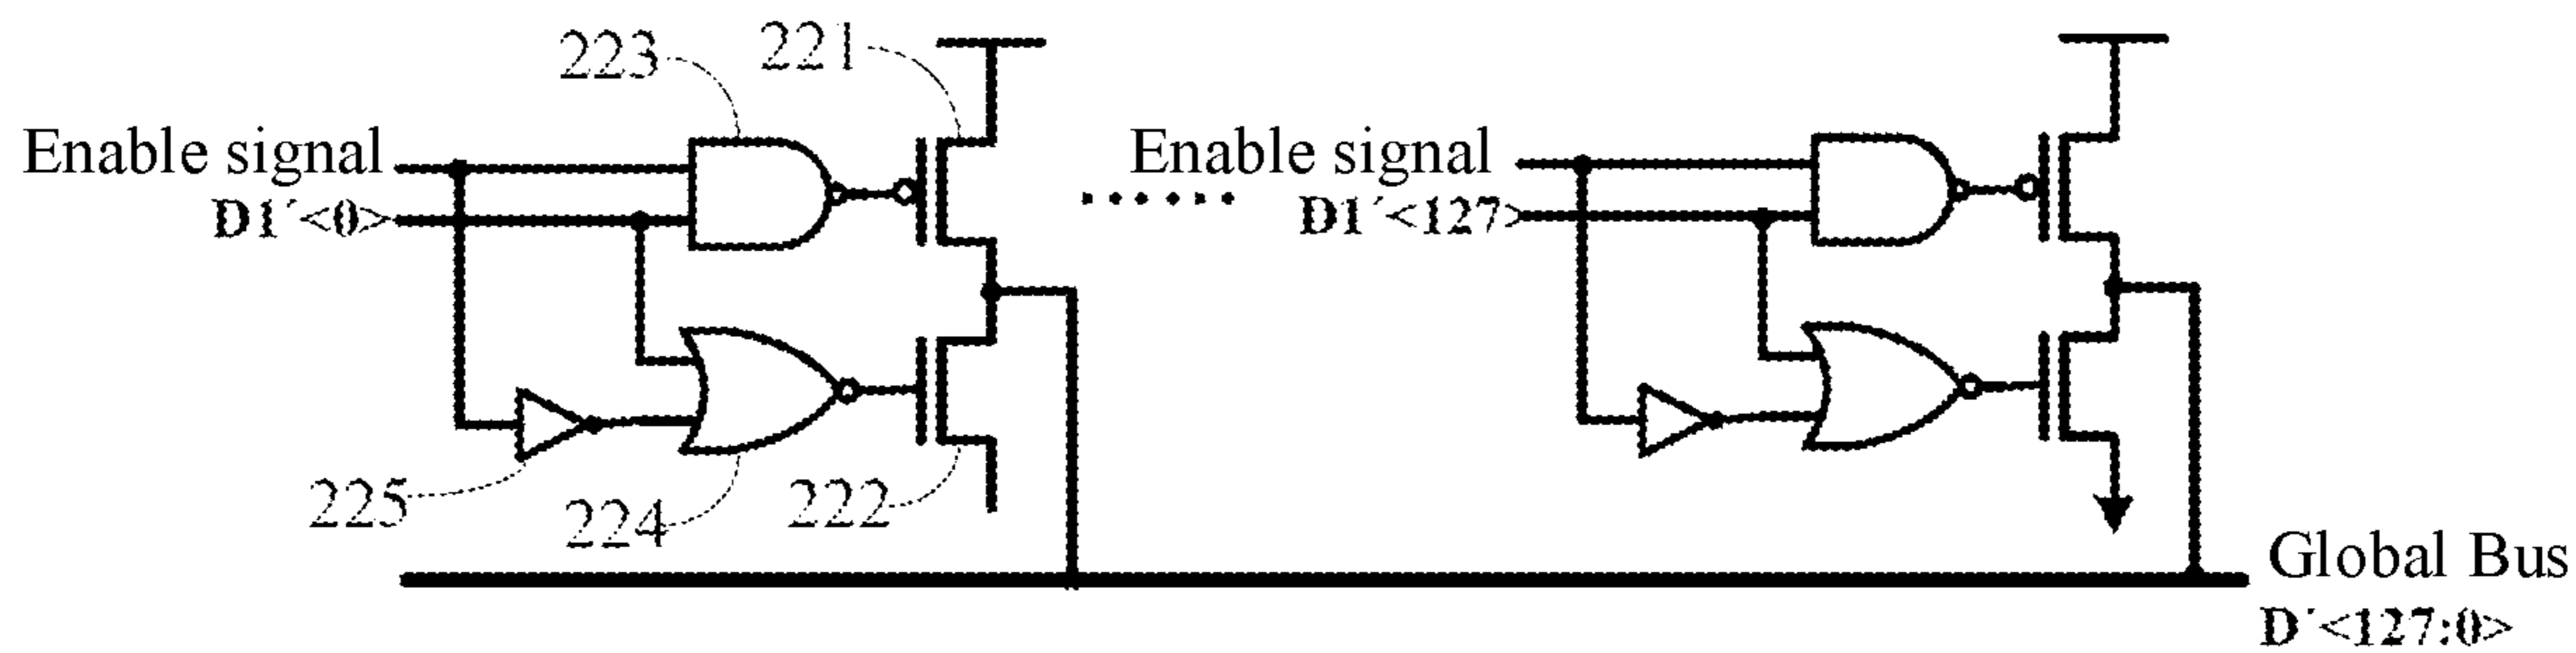 223
221
Enable signal
D1´<0>
225
224
222
Enable signal
D1´<127>
Global Bus
D´<127:0>